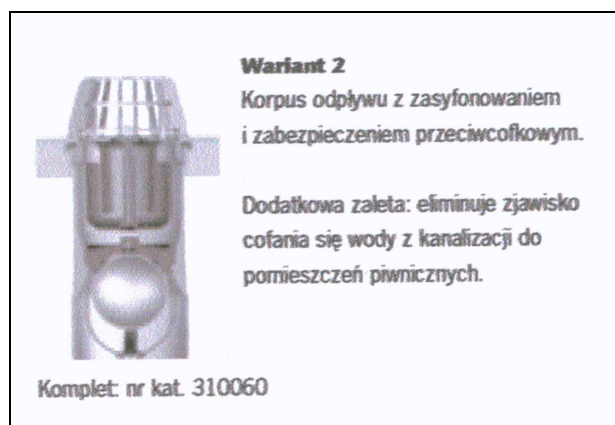 Wariant 2
Korpus odpływu z zasyfonowaniem
i zabezpieczeniem przeciwcofkowym.
Dodatkowa zaleta: eliminuje zjawisko
cofania się wody z kanalizacji do
pomieszczeń piwnicznych.
Komplet: nr kat. 310060